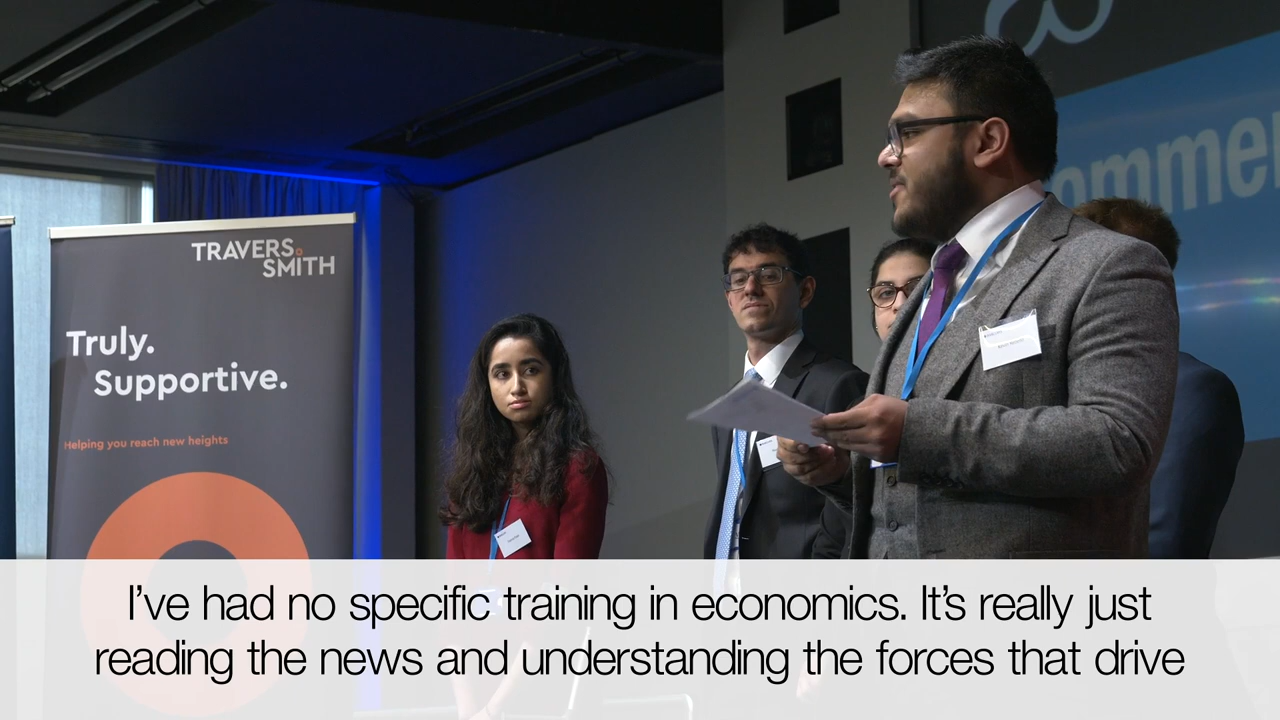 TRAVERS
SMITH
Truly.
Supportive.
Helping you reach new heights
ommer
I've had no specific training in economics. It's really just
reading the news and understanding the forces that drive